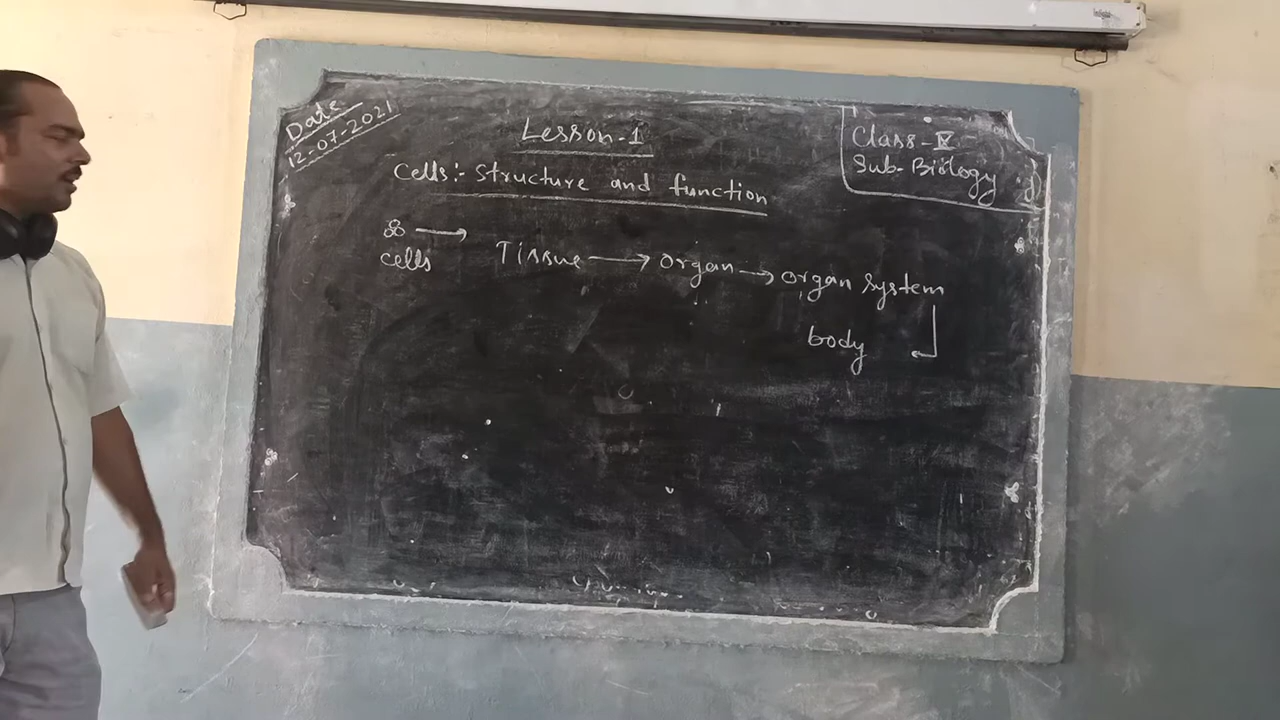 Date
12-07-2021
Lesson-1
Class-IX
Sub-Biology
Cells:- Structure and function
cells → Tissue → organ → organ system
body